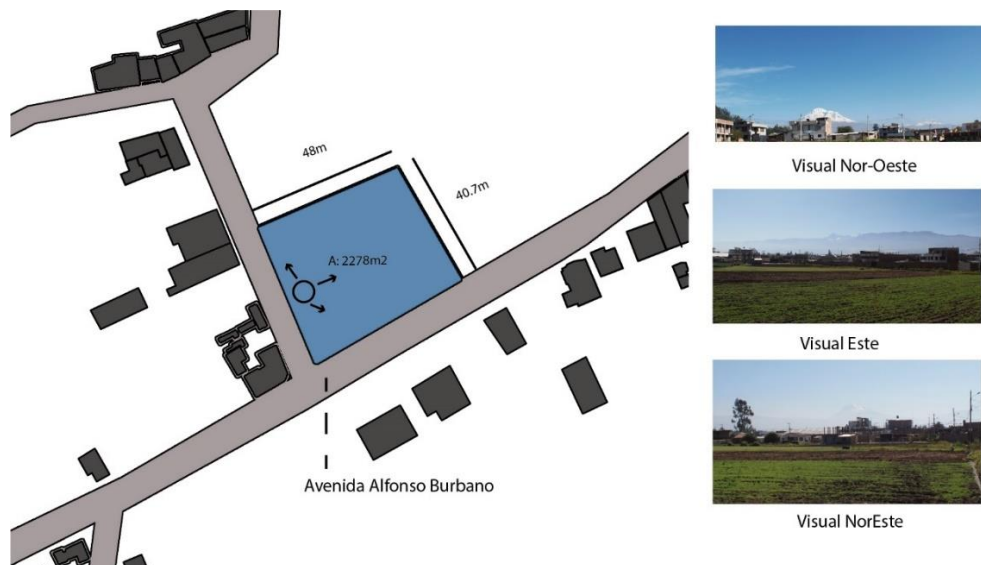 48m
40.7m
A: 2278m2
Avenida Alfonso Burbano
Visual Nor-Oeste
Visual Este
Visual NorEste